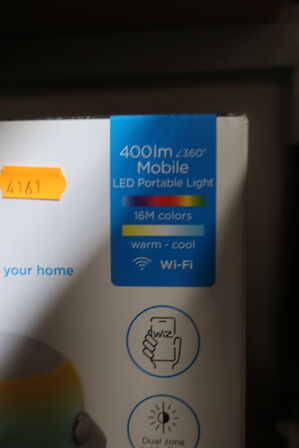 400lm ∠360°
Mobile
LED Portable Light
16M colors
warm - cool
Wi-Fi
4161
your home
WiZ
Dual zone